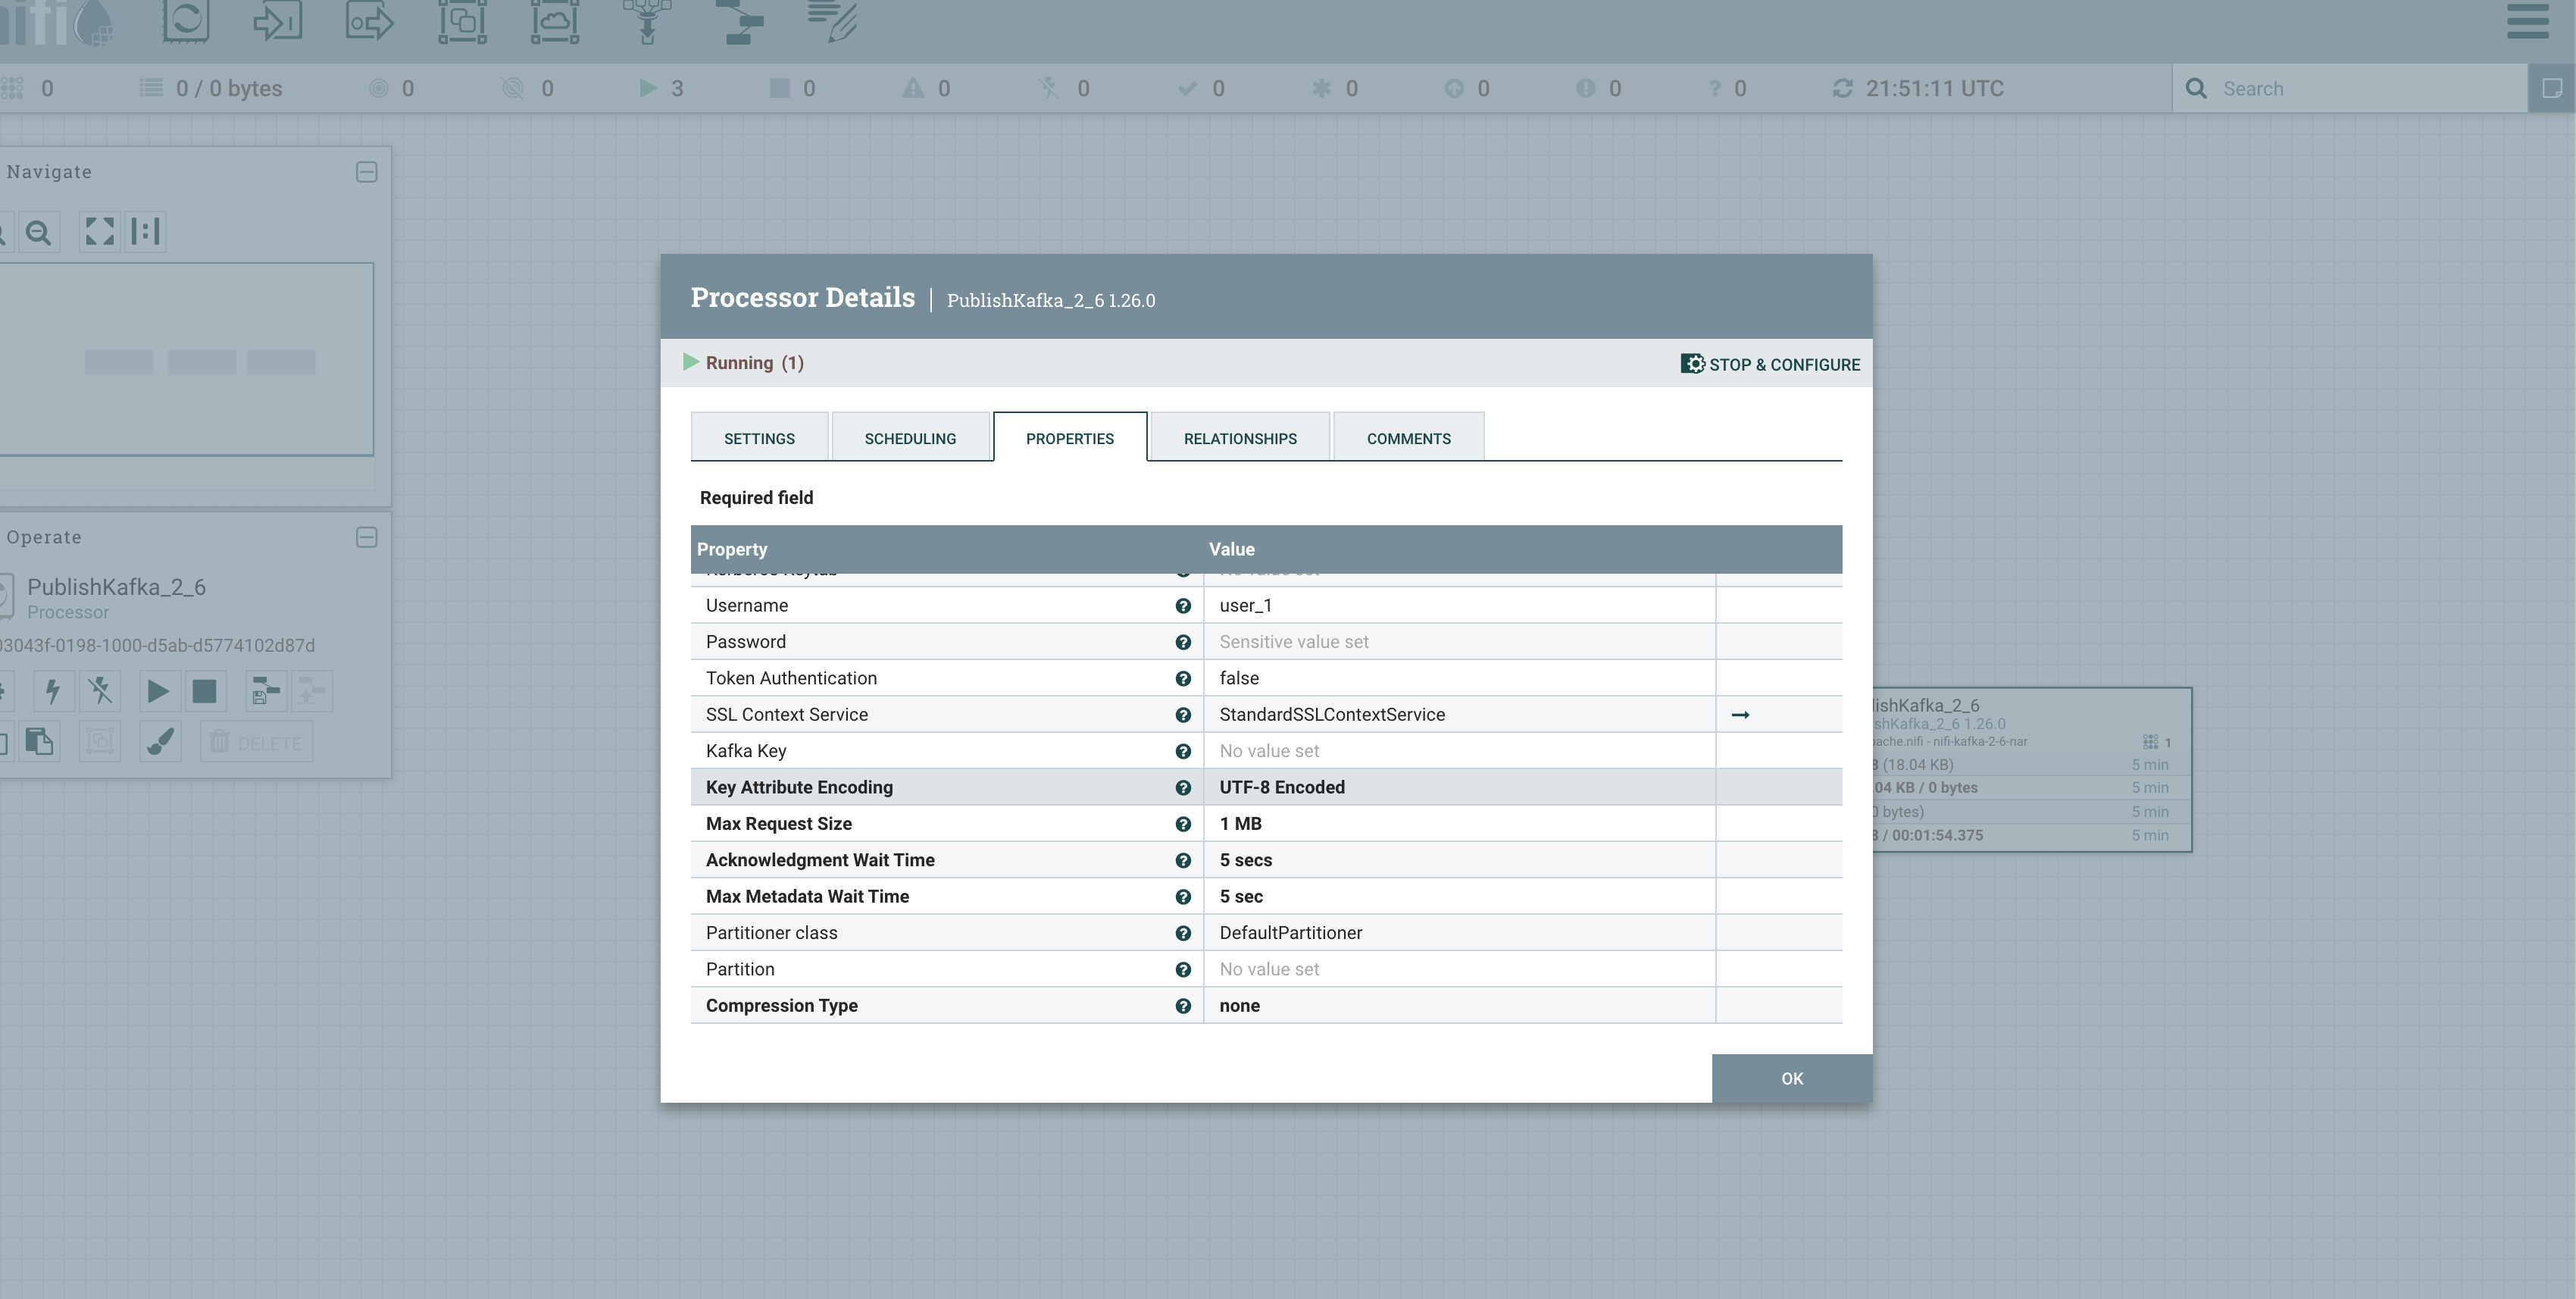 nifi
0
0 / 0 bytes
0
0
3
0
0
0
0
0
0
0
? 0
21:51:11 UTC
Search
Navigate
Operate
PublishKafka_2_6
Processor
03043f-0198-1000-d5ab-d5774102d87d
DELETE
Processor Details | PublishKafka_2_6 1.26.0
Running (1)
STOP & CONFIGURE
SETTINGS
SCHEDULING
PROPERTIES
RELATIONSHIPS
COMMENTS
Required field
Property Value
Username user_1
Password Sensitive value set
Token Authentication false
SSL Context Service StandardSSLContextService
Kafka Key No value set
Key Attribute Encoding UTF-8 Encoded
Max Request Size 1 MB
Acknowledgment Wait Time 5 secs
Max Metadata Wait Time 5 sec
Partitioner class DefaultPartitioner
Partition No value set
Compression Type none
OK
lishKafka_2_6
shKafka_2_6 1.26.0
ache.nifi - nifi-kafka-2-6-nar
1
(18.04 KB) 5 min
04 KB / 0 bytes 5 min
0 bytes) 5 min
/ 00:01:54.375 5 min